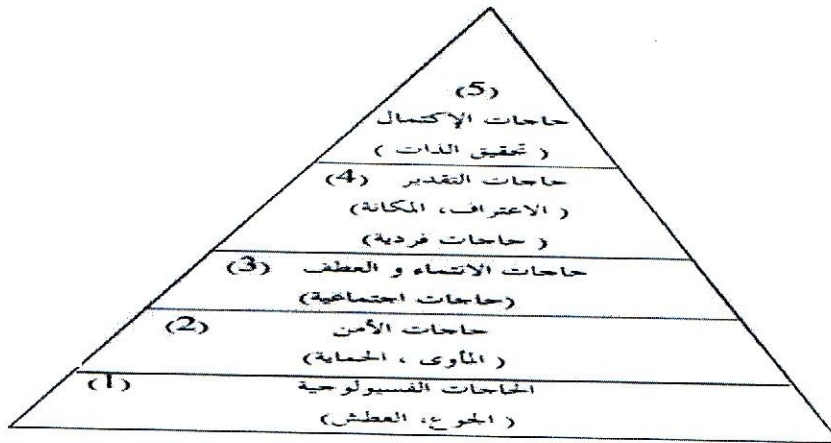 (5)
حاجات الإكتمال
( تحقيق الذات )
حاجات التقدير (4)
( الاعتراف، المكانة)
( حاجات فردية)
حاجات الانتماء و العطف (3)
(حاجات اجتماعية)
حاجات الأمن (2)
( المأوى ، الحماية)
الحاجات الفسيولوجية (1)
( الجوع، العطش)